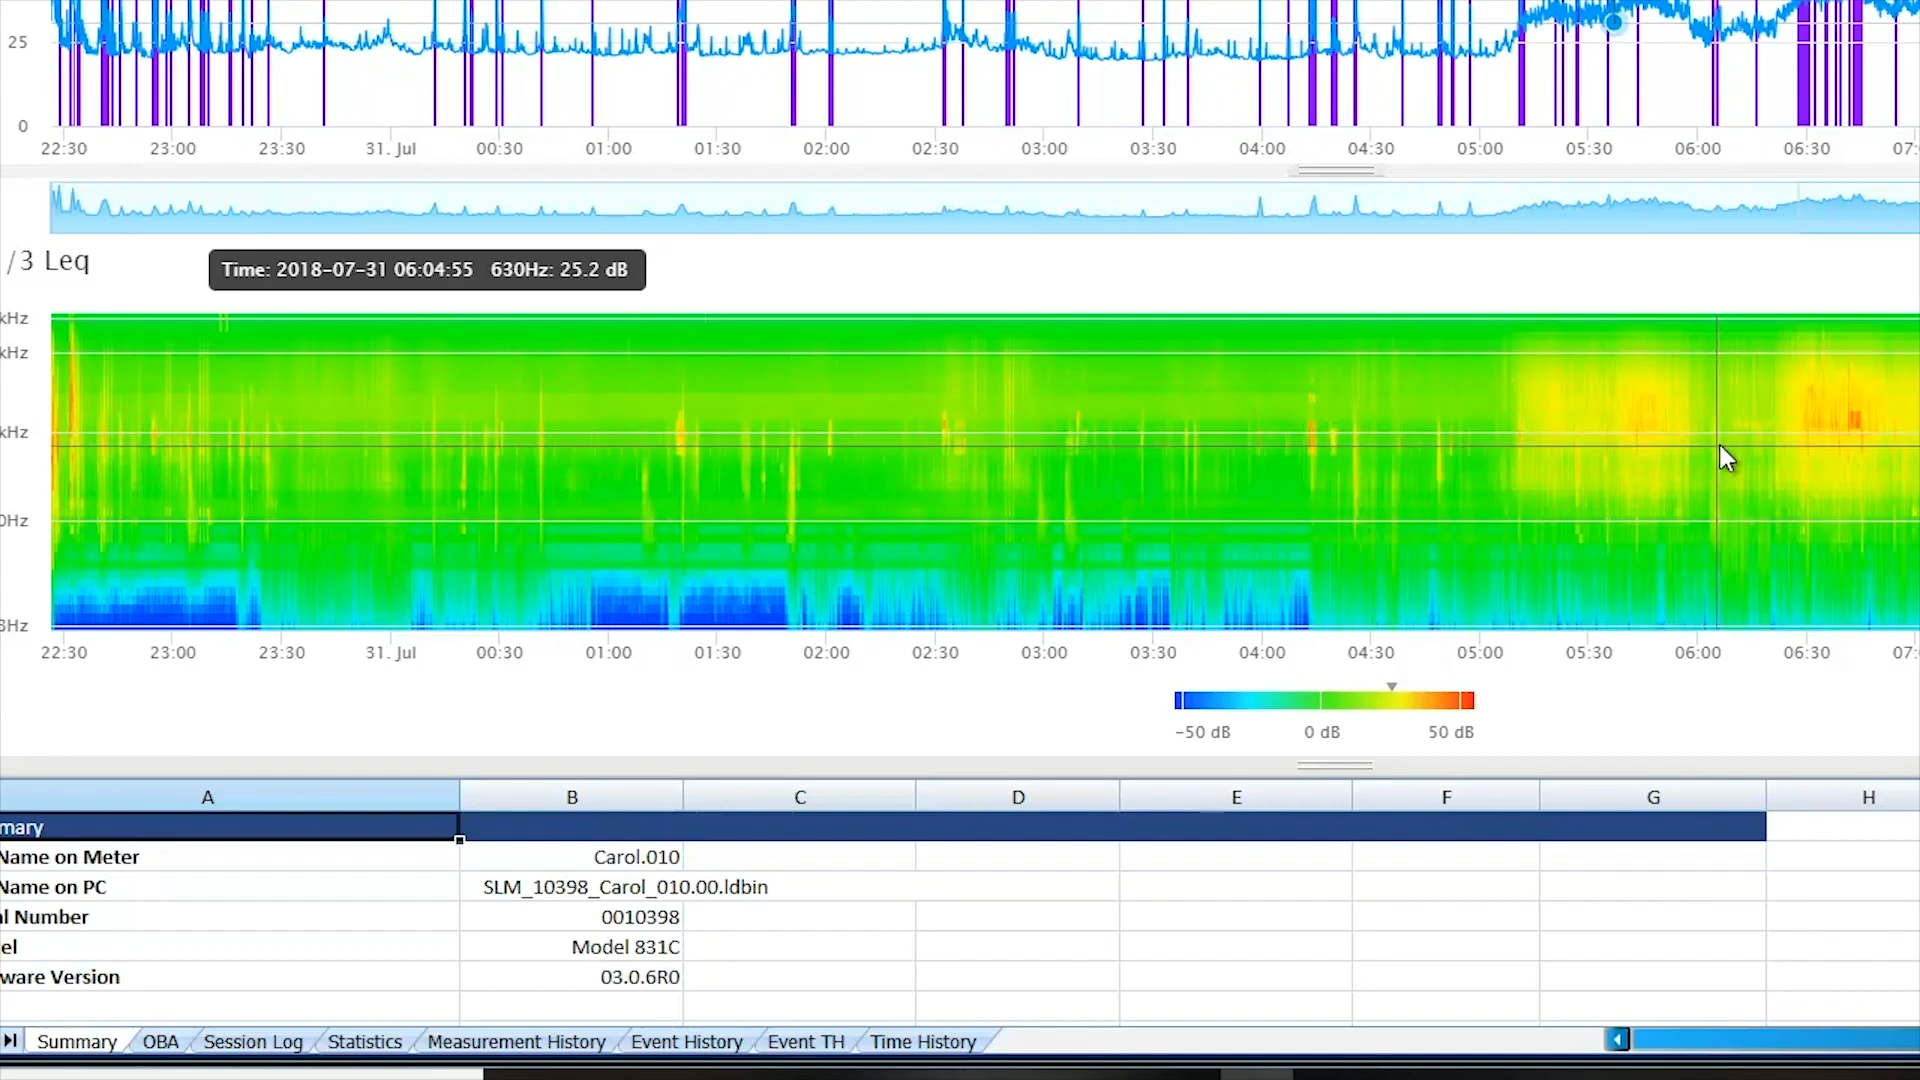 25
0
22:30 23:00 23:30 31. Jul 00:30 01:00 01:30 02:00 02:30 03:00 03:30 04:00 04:30 05:00 05:30 06:00 06:30 07:
/3 Leq
Time: 2018-07-31 06:04:55 630Hz: 25.2 dB
kHz
kHz
kHz
0Hz
3Hz
22:30 23:00 23:30 31. Jul 00:30 01:00 01:30 02:00 02:30 03:00 03:30 04:00 04:30 05:00 05:30 06:00 06:30 07:
-50 dB 0 dB 50 dB
A B C D E F G H
mary
Name on Meter Carol.010
Name on PC SLM_10398_Carol_010.00.ldbin
l Number 0010398
el Model 831C
ware Version 03.0.6R0
Summary OBA Session Log Statistics Measurement History Event History Event TH Time History